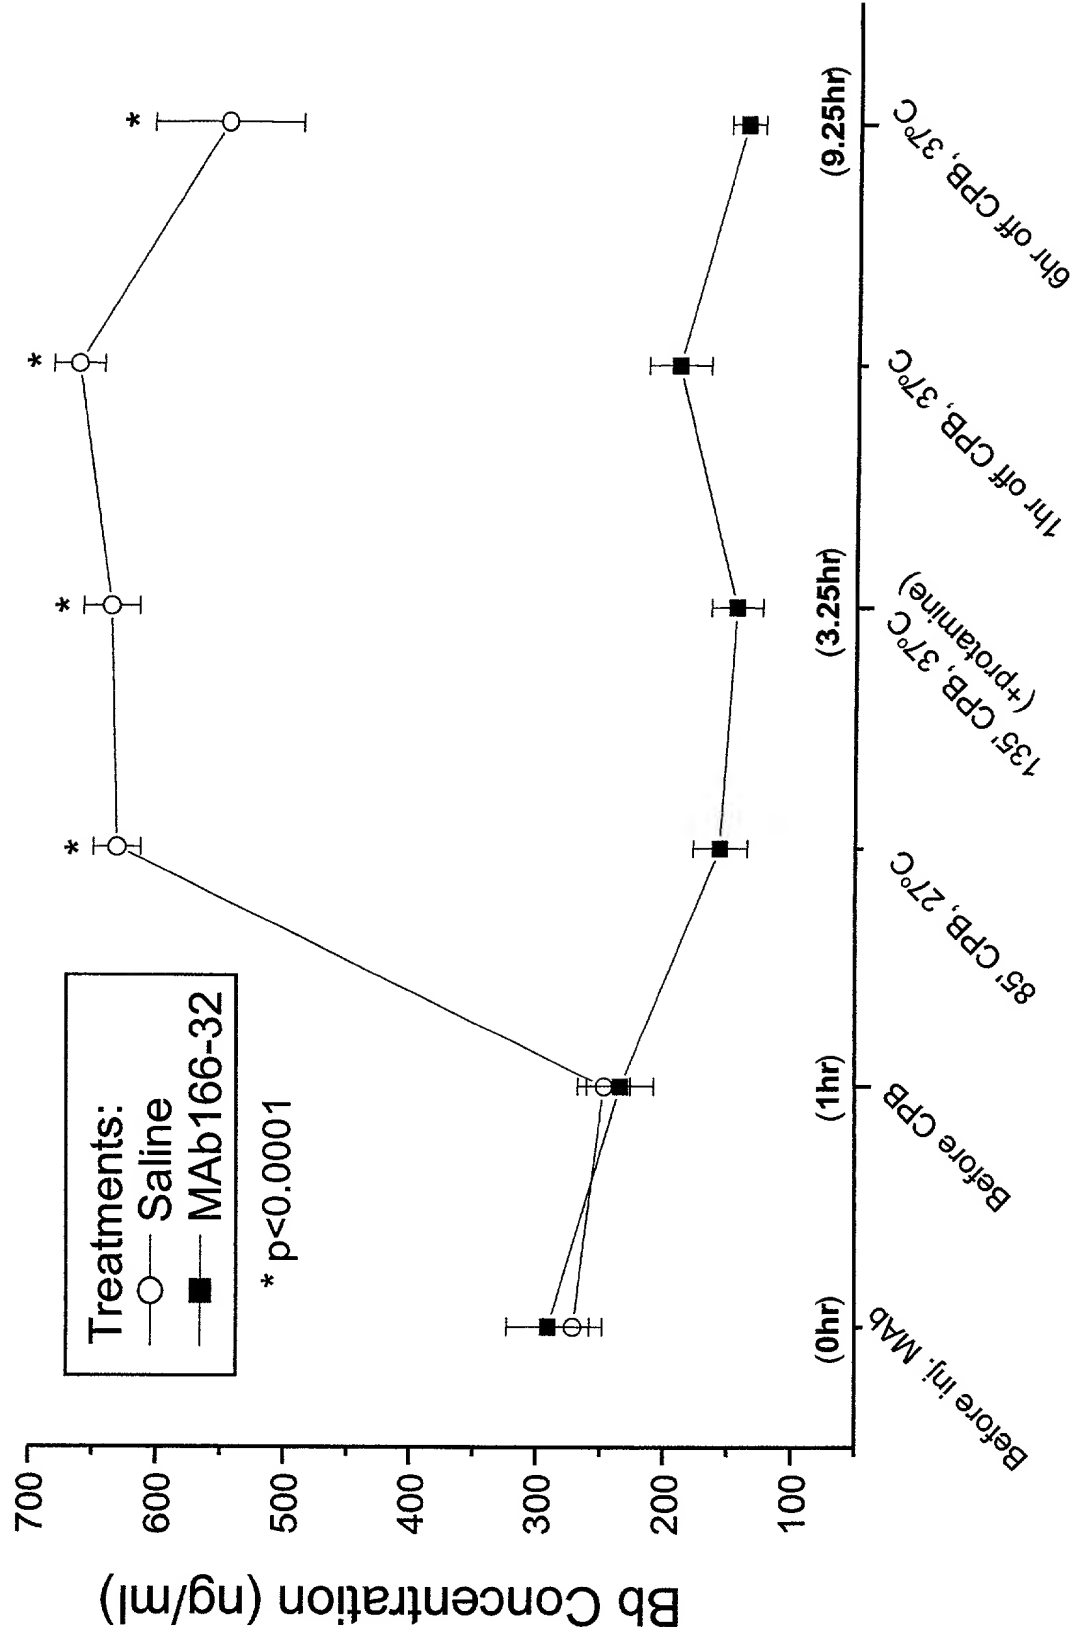 Bb Concentration (ng/ml)
700
600
500
400
300
200
100
Treatments:
Saline
MAb166-32
* p<0.0001
*
*
*
*
(0hr)
(1hr)
(3.25hr)
(9.25hr)
Before inj. MAb
Before CPB
85' CPB, 27°C
135' CPB, 37°C
(+protamine)
1hr off CPB, 37°C
6hr off CPB, 37°C